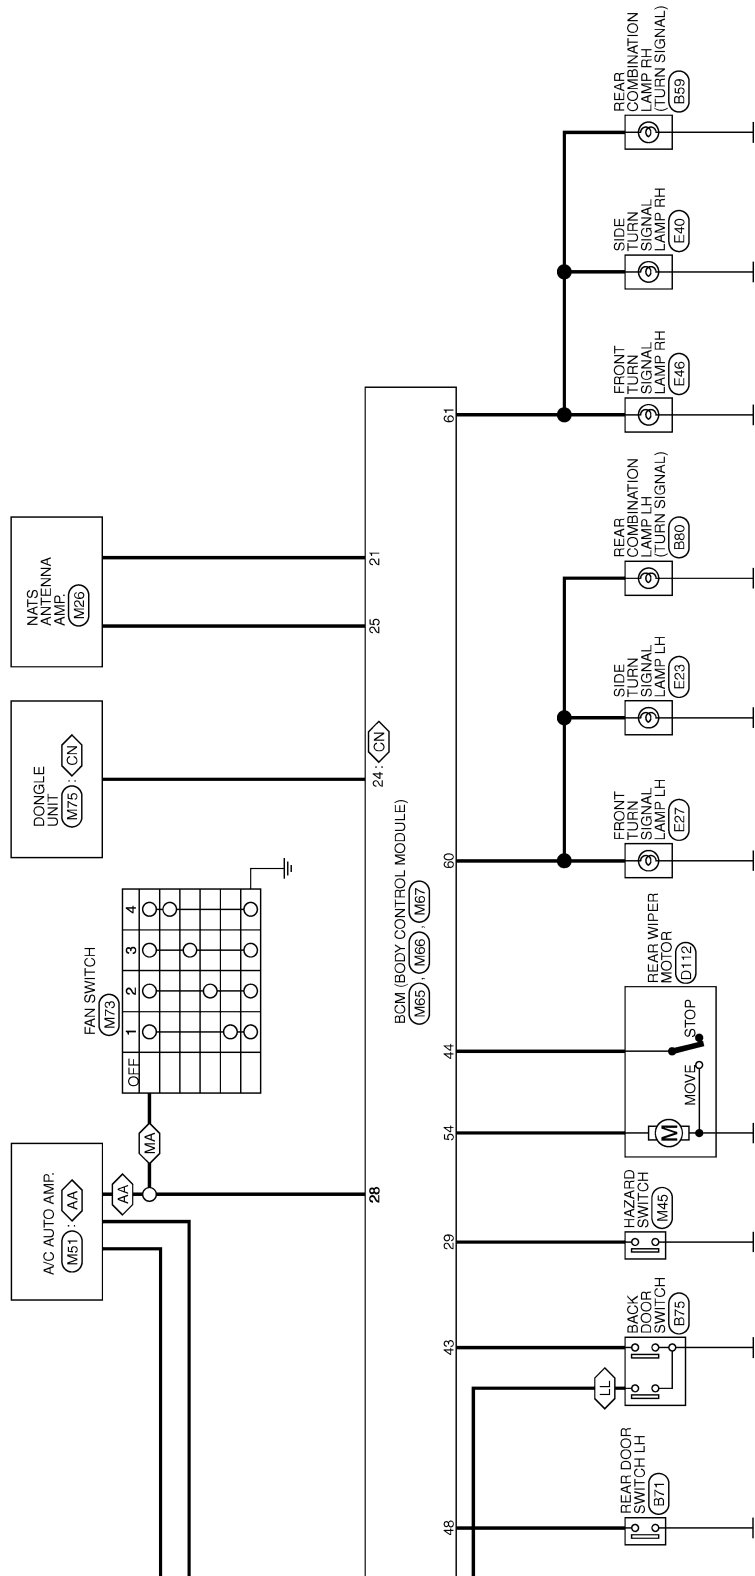 REAR
COMBINATION
LAMP RH
(TURN SIGNAL)
B59
SIDE
TURN
SIGNAL
LAMP RH
E40
FRONT
TURN
SIGNAL
LAMP RH
E46
61
REAR
COMBINATION
LAMP LH
(TURN SIGNAL)
B80
NATS
ANTENNA
AMP.
M26
21
25
SIDE
TURN
SIGNAL
LAMP LH
E23
DONGLE
UNIT
M75 : CN
24: CN
FRONT
TURN
SIGNAL
LAMP LH
E27
60
BCM (BODY CONTROL MODULE)
M65 , M66 , M67
FAN SWITCH
M73
OFF 1 2 3 4
MA
REAR WIPER
MOTOR
D112
44
54
STOP
MOVE
M
A/C AUTO AMP.
M51 : AA
AA
28
HAZARD
SWITCH
M45
29
BACK
DOOR
SWITCH
B75
43
LL
REAR DOOR
SWITCH LH
B71
48